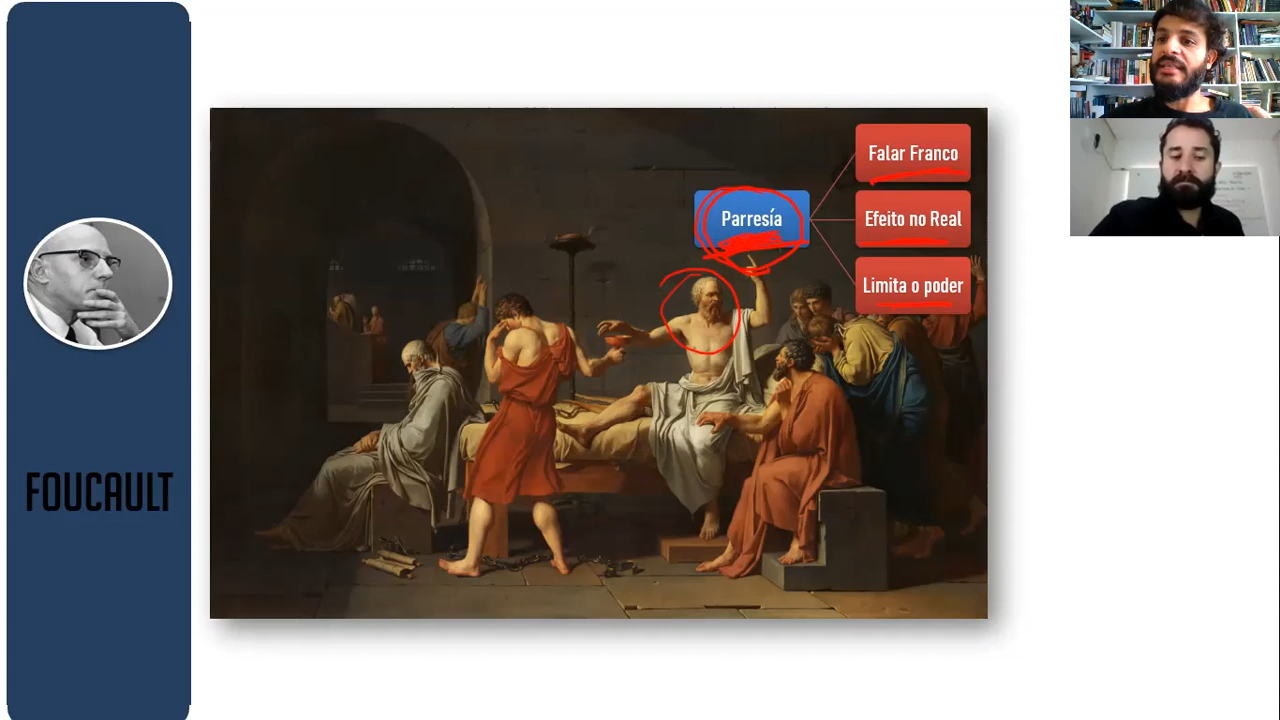 FOUCAULT
Parresía
Falar Franco
Efeito no Real
Limita o poder